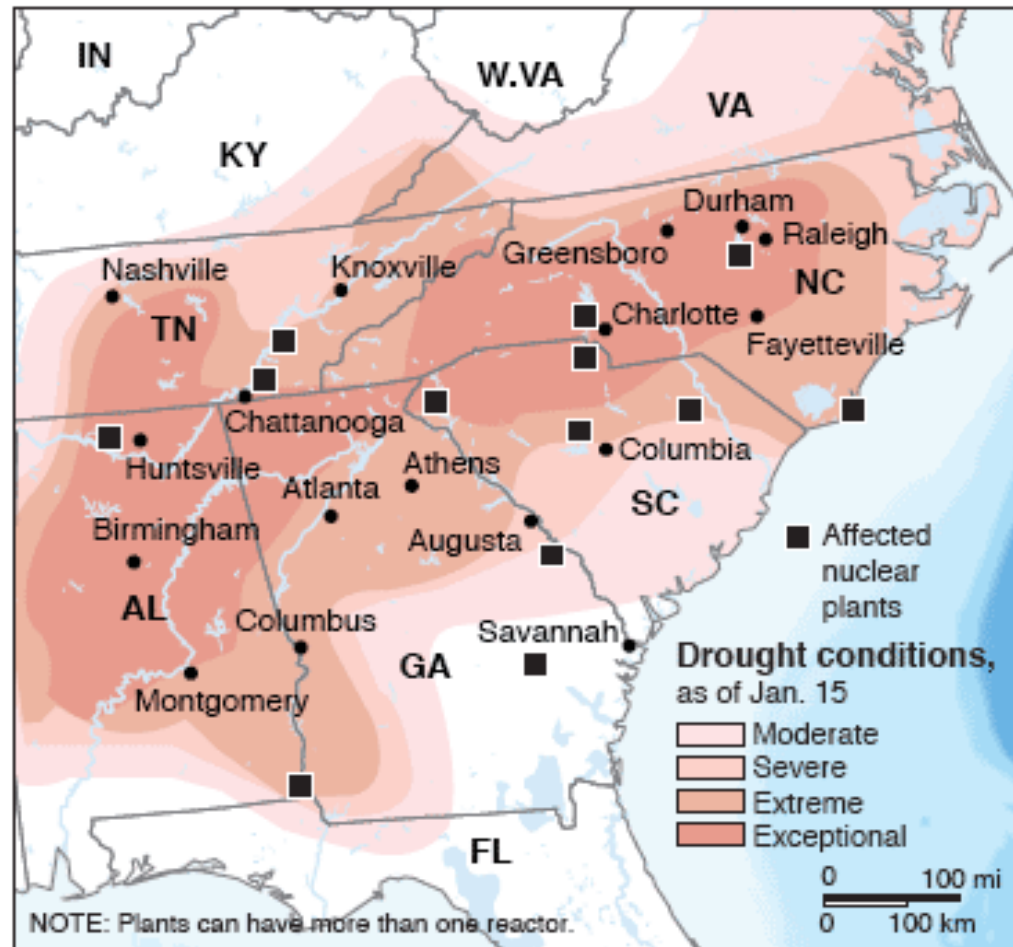 IN
W.VA
VA
KY
Durham
Raleigh
Greensboro
Nashville
Knoxville
NC
TN
Charlotte
Fayetteville
Chattanooga
Huntsville
Athens
Columbia
Atlanta
SC
Birmingham
Augusta
Affected
nuclear
plants
AL
Columbus
Savannah
GA
Drought conditions,
as of Jan. 15
Montgomery
Moderate
Severe
Extreme
Exceptional
FL
0 100 mi
0 100 km
NOTE: Plants can have more than one reactor.